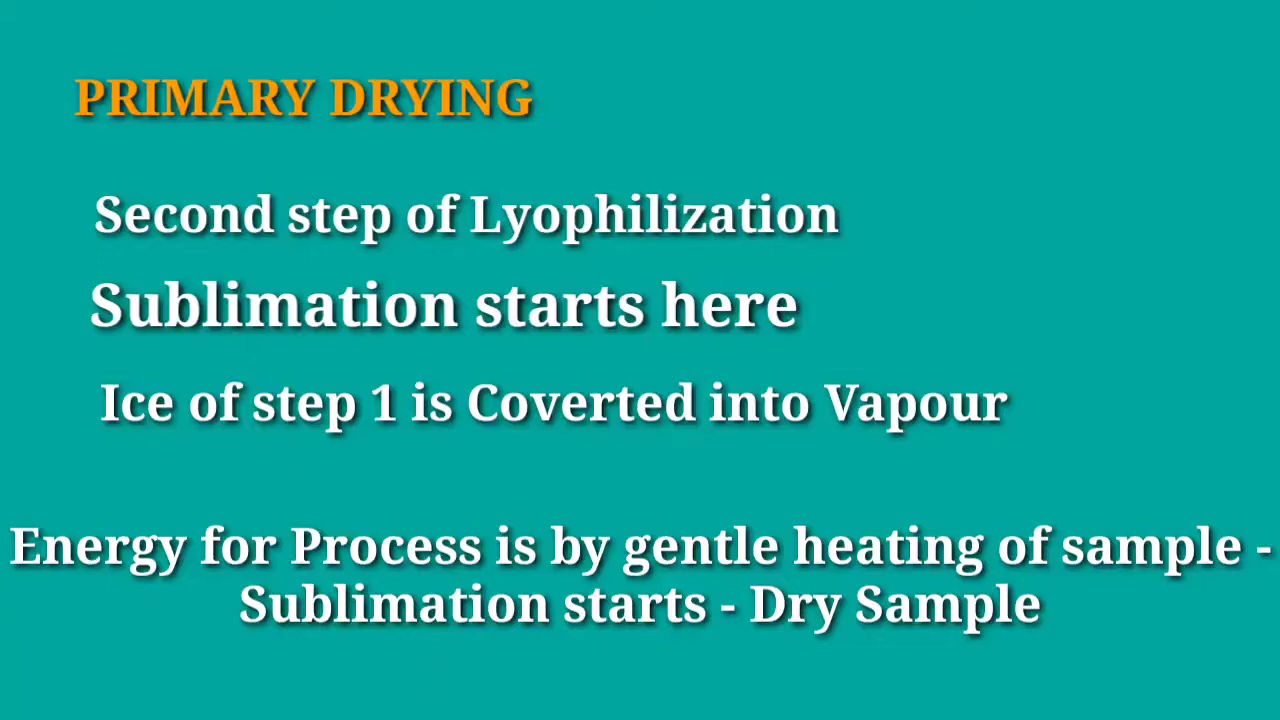 PRIMARY DRYING
Second step of Lyophilization
Sublimation starts here
Ice of step 1 is Coverted into Vapour
Energy for Process is by gentle heating of sample -
Sublimation starts - Dry Sample